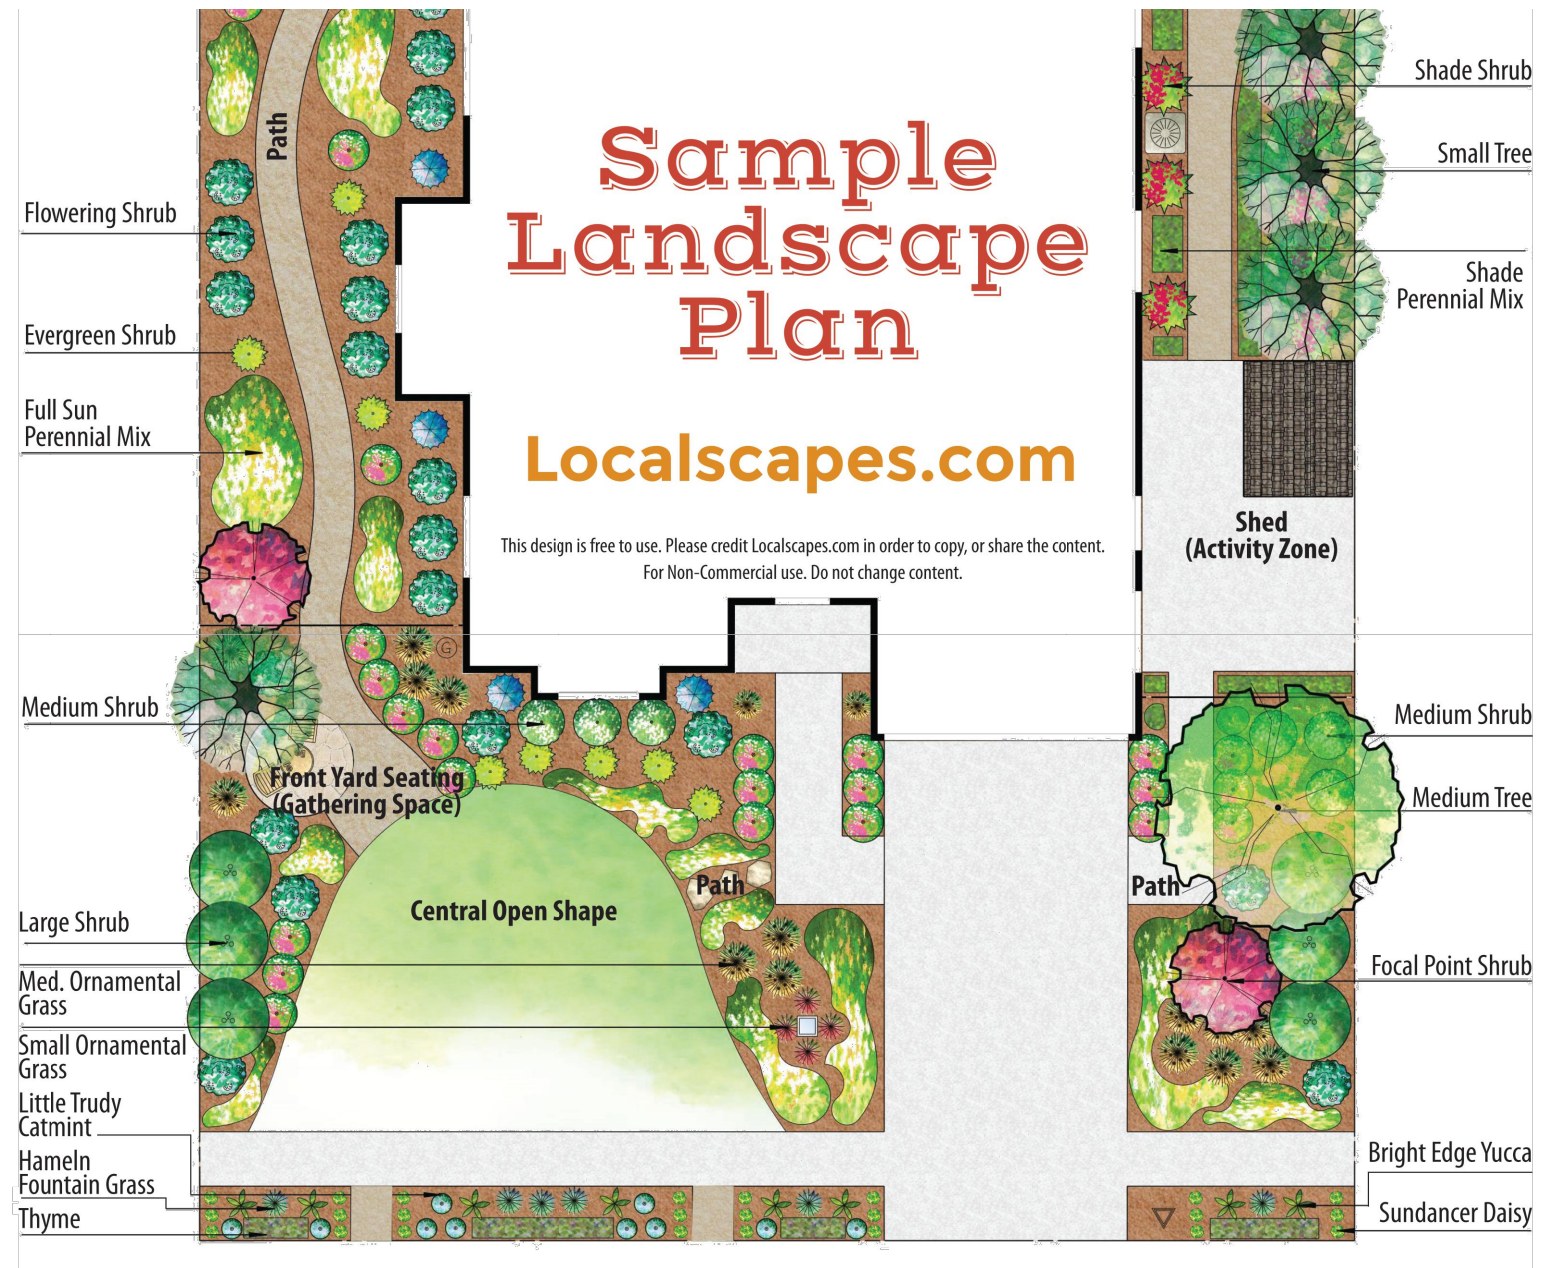 Sample
Landscape
Plan
Localscapes.com
This design is free to use. Please credit Localscapes.com in order to copy, or share the content.
For Non-Commercial use. Do not change content.
Path
Flowering Shrub
Evergreen Shrub
Full Sun
Perennial Mix
G
Medium Shrub
Front Yard Seating
(Gathering Space)
Central Open Shape
Path
Large Shrub
Med. Ornamental
Grass
Small Ornamental
Grass
Little Trudy
Catmint
Hameln
Fountain Grass
Thyme
Shade Shrub
Small Tree
Shade
Perennial Mix
Shed
(Activity Zone)
Medium Shrub
Medium Tree
Path
Focal Point Shrub
Bright Edge Yucca
Sundancer Daisy